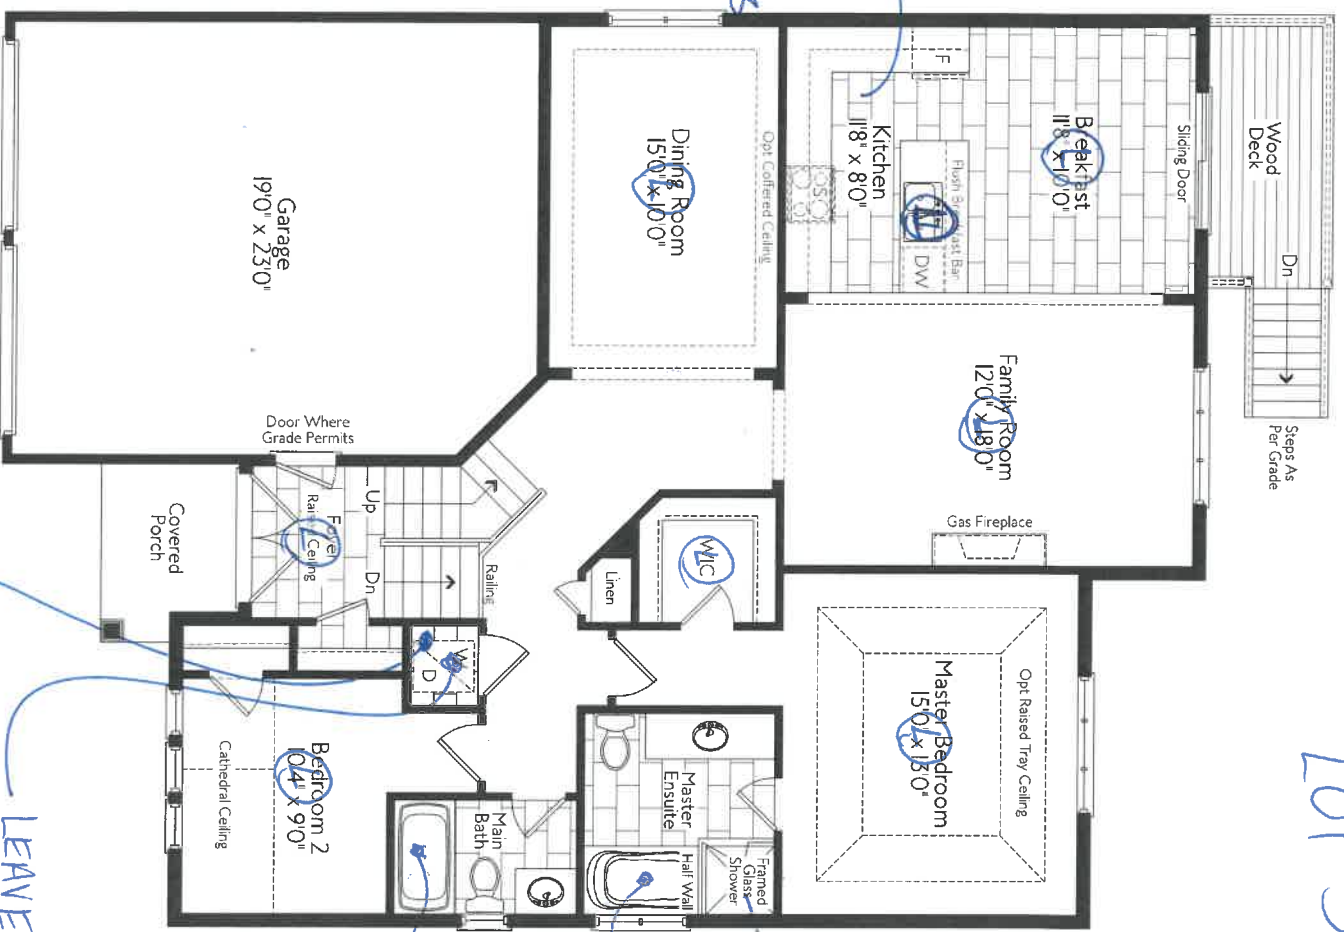 Wood
Deck
Dn
Steps As
Per Grade
Sliding Door
Breakfast
11'8" x 10'0"
L
F
Kitchen
11'8" x 8'0"
Flush Breakfast Bar
DW
Family Room
12'0" x 18'0"
L
Gas Fireplace
Opt Coffered Ceiling
Dining Room
15'0" x 10'0"
L
Garage
19'0" x 23'0"
Door Where
Grade Permits
Covered
Porch
Foyer
Raised Ceiling
L
Up
Dn
Railing
Linen
WIC
L
W
D
Opt Raised Tray Ceiling
Master Bedroom
15'0" x 13'0"
L
Master
Ensuite
Half Wall
Framed
Glass
Shower
Main
Bath
Bedroom 2
10'4" x 9'0"
L
Cathedral Ceiling
LOT
LEAVE